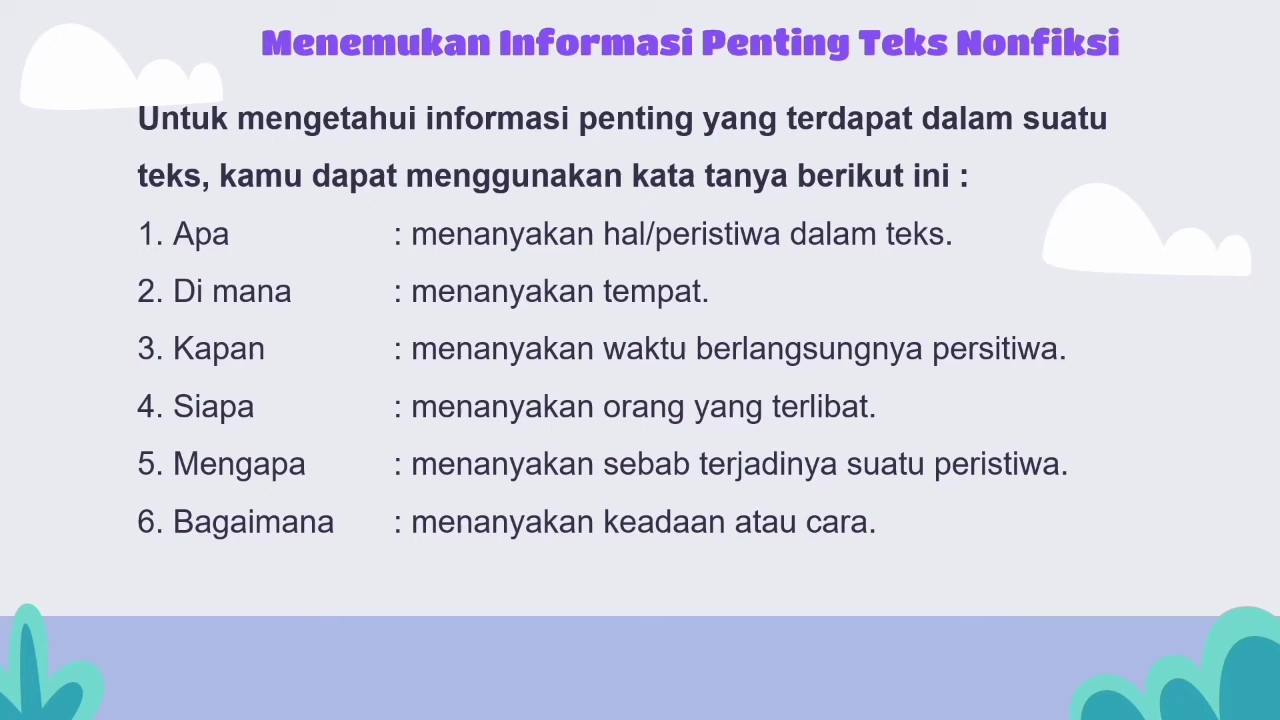 Menemukan Informasi Penting Teks Nonfiksi
Untuk mengetahui informasi penting yang terdapat dalam suatu
teks, kamu dapat menggunakan kata tanya berikut ini :
1. Apa : menanyakan hal/peristiwa dalam teks.
2. Di mana : menanyakan tempat.
3. Kapan : menanyakan waktu berlangsungnya persitiwa.
4. Siapa : menanyakan orang yang terlibat.
5. Mengapa : menanyakan sebab terjadinya suatu peristiwa.
6. Bagaimana : menanyakan keadaan atau cara.